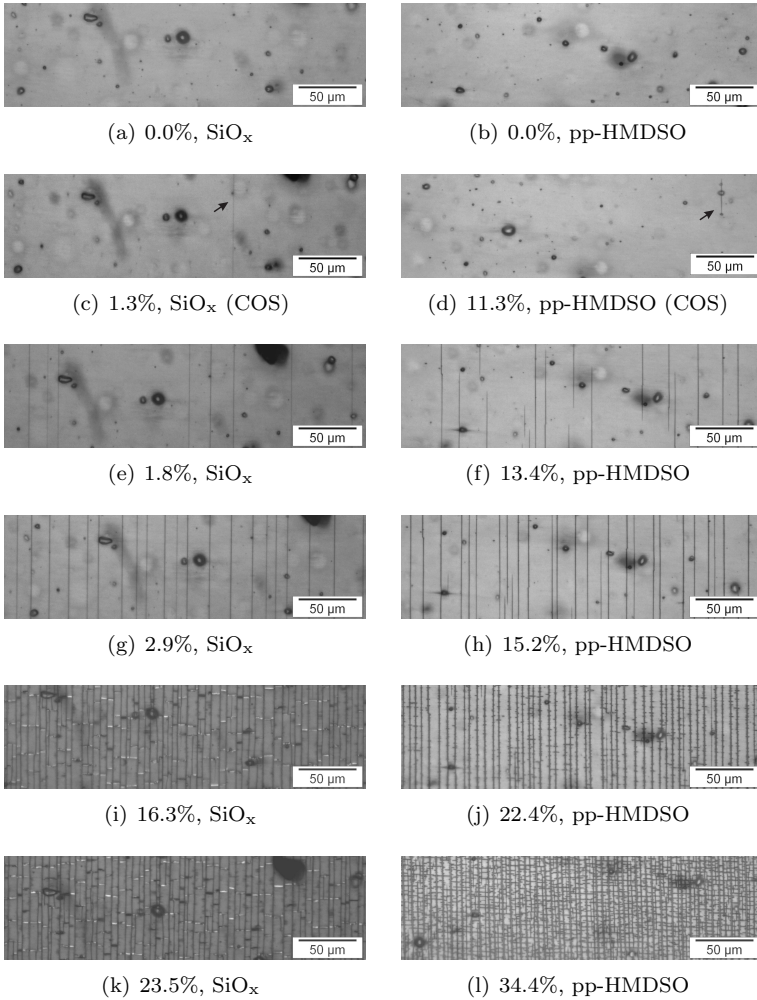 50 µm
50 µm
(a) 0.0%, SiOₓ
(b) 0.0%, pp-HMDSO
50 µm
50 µm
(c) 1.3%, SiOₓ (COS)
(d) 11.3%, pp-HMDSO (COS)
50 µm
50 µm
(e) 1.8%, SiOₓ
(f) 13.4%, pp-HMDSO
50 µm
50 µm
(g) 2.9%, SiOₓ
(h) 15.2%, pp-HMDSO
50 µm
50 µm
(i) 16.3%, SiOₓ
(j) 22.4%, pp-HMDSO
50 µm
50 µm
(k) 23.5%, SiOₓ
(l) 34.4%, pp-HMDSO